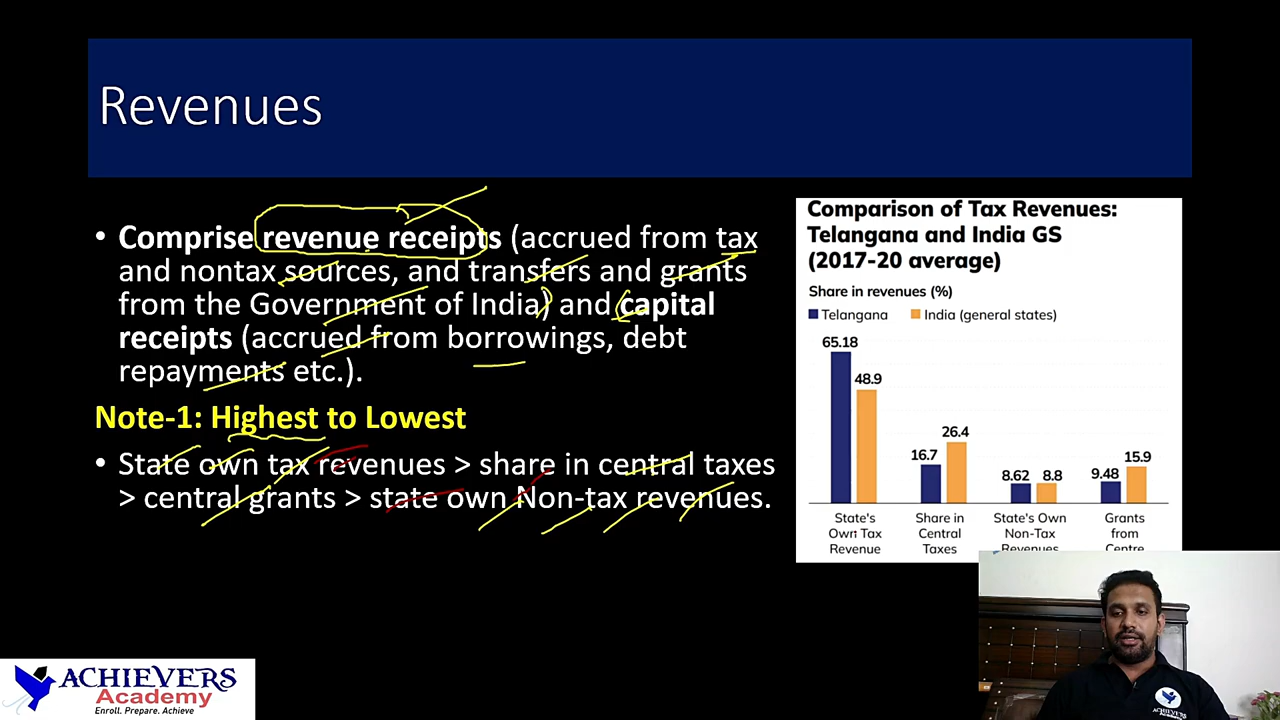 Revenues
• Comprise revenue receipts (accrued from tax
and nontax sources, and transfers and grants
from the Government of India) and capital
receipts (accrued from borrowings, debt
repayments etc.).
Note-1: Highest to Lowest
• State own tax revenues > share in central taxes
> central grants > state own Non-tax revenues.
Comparison of Tax Revenues:
Telangana and India GS
(2017-20 average)
Share in revenues (%)
Telangana India (general states)
65.18
48.9
16.7
26.4
8.62
8.8
9.48
15.9
State's
Own Tax
Revenue
Share in
Central
Taxes
State's Own
Non-Tax
Revenues
Grants
from
Centre
ACHIEVERS
Academy
Enroll. Prepare. Achieve
ACHIEVERS